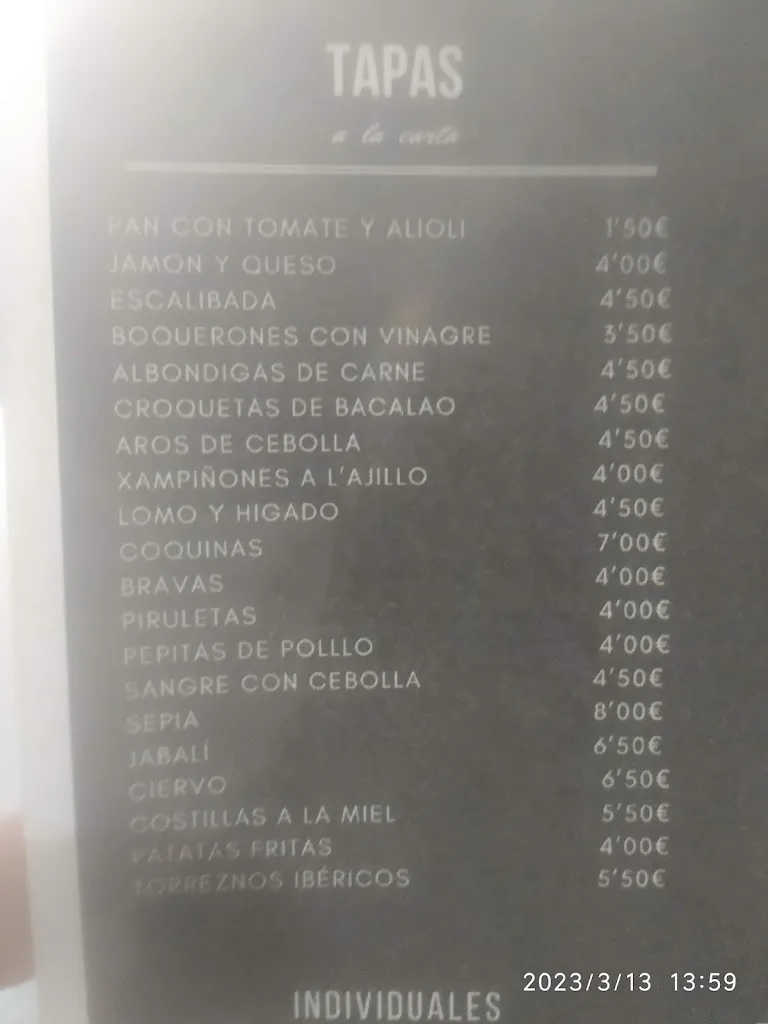 TAPAS
a la carta
PAN CON TOMATE Y ALIOLI 1'50€
JAMON Y QUESO 4'00€
ESCALIBADA 4'50€
BOQUERONES CON VINAGRE 3'50€
ALBONDIGAS DE CARNE 4'50€
CROQUETAS DE BACALAO 4'50€
AROS DE CEBOLLA 4'50€
XAMPIÑONES A L'AJILLO 4'00€
LOMO Y HIGADO 4'50€
COQUINAS 7'00€
BRAVAS 4'00€
PIRULETAS 4'00€
PEPITAS DE POLLLO 4'00€
SANGRE CON CEBOLLA 4'50€
SEPIA 8'00€
JABALÍ 6'50€
CIERVO 6'50€
COSTILLAS A LA MIEL 5'50€
PATATAS FRITAS 4'00€
TORREZNOS IBÉRICOS 5'50€
INDIVIDUALES
2023/3/13 13:59